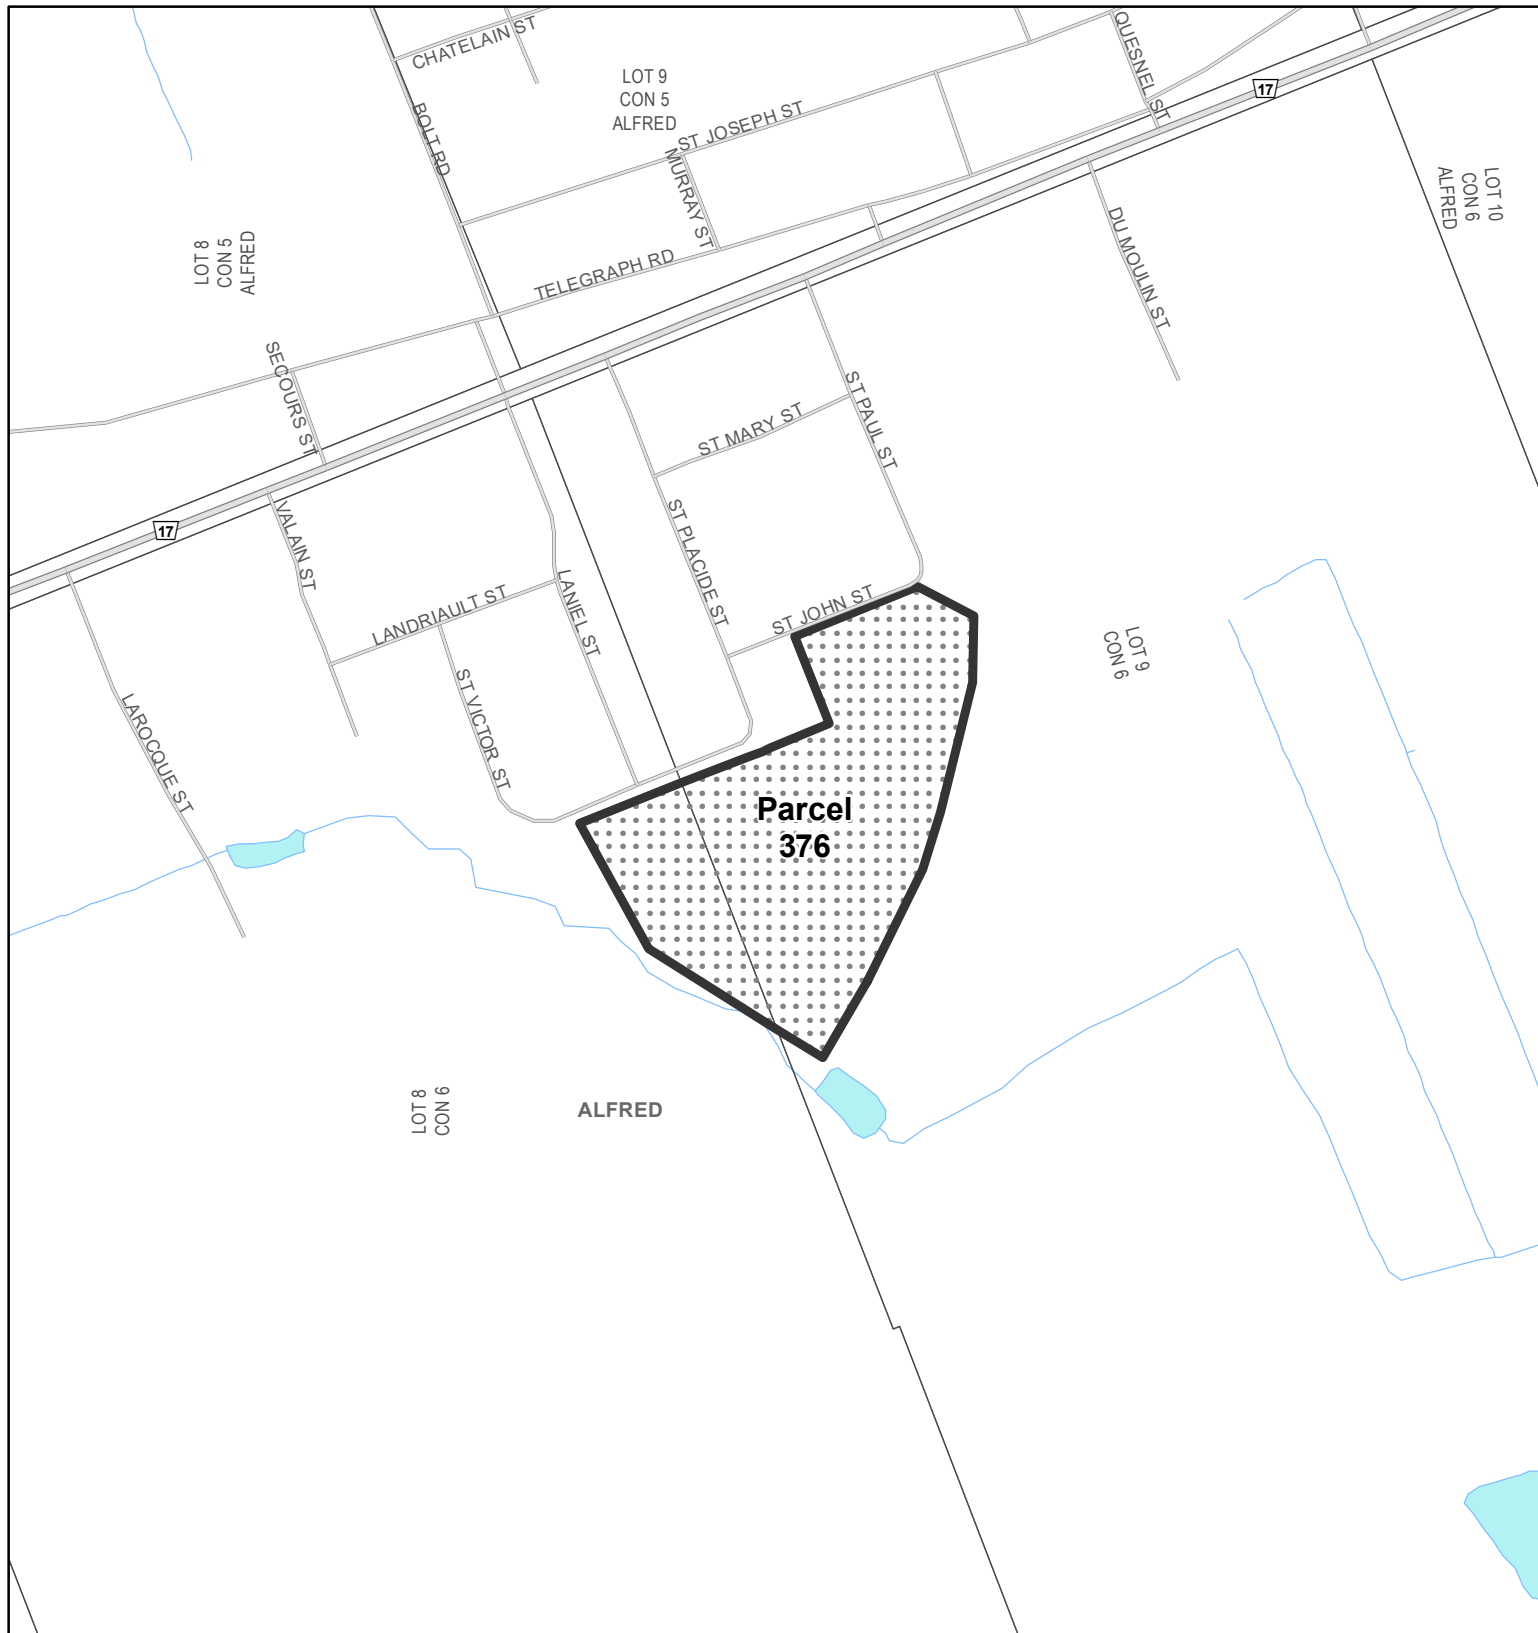 CHATELAIN ST
QUESNEL ST
LOT 9
CON 5
ALFRED
17
BOLT RD
ST JOSEPH ST
MURRAY ST
LOT 10
CON 6
ALFRED
LOT 8
CON 5
ALFRED
DU MOULIN ST
TELEGRAPH RD
SECOURS ST
ST PAUL ST
ST MARY ST
17
VALAIN ST
ST PLACIDE ST
LANIEL ST
LANDRIAULT ST
ST JOHN ST
LOT 9
CON 6
ST VICTOR ST
LAROCQUE ST
Parcel
376
LOT 8
CON 6
ALFRED